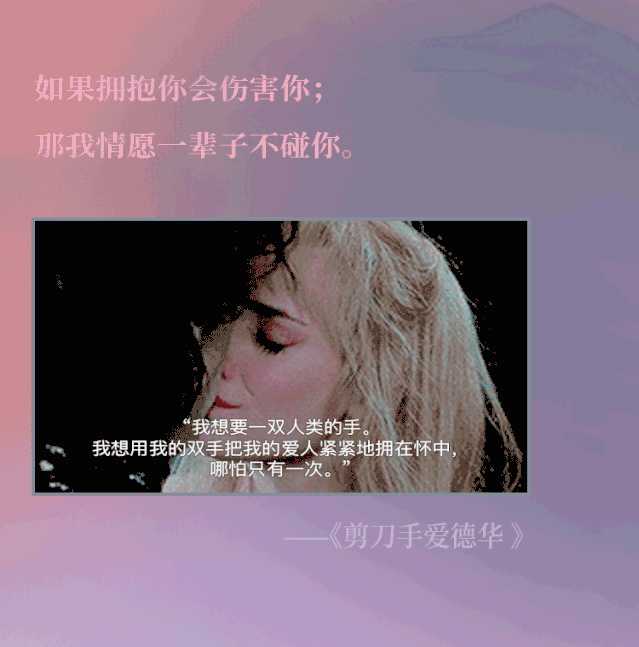 如果拥抱你会伤害你；
那我情愿一辈子不碰你。
“我想要一双人类的手。
我想用我的双手把我的爱人紧紧地拥在怀中，
哪怕只有一次。”
——《剪刀手爱德华》